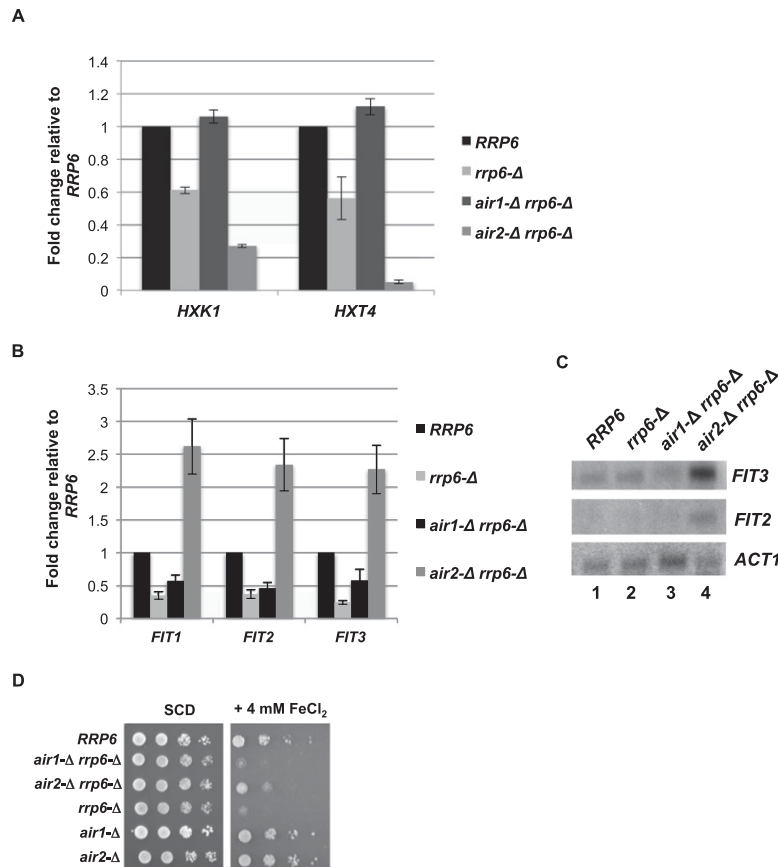 A
Fold change relative to
RRP6
1.4
1.2
1
0.8
0.6
0.4
0.2
0
HXK1 HXT4
RRP6
rrp6-Δ
air1-Δ rrp6-Δ
air2-Δ rrp6-Δ
B
Fold change relative to
RRP6
3.5
3
2.5
2
1.5
1
0.5
0
FIT1 FIT2 FIT3
RRP6
rrp6-Δ
air1-Δ rrp6-Δ
air2-Δ rrp6-Δ
C
RRP6 rrp6-Δ air1-Δ rrp6-Δ air2-Δ rrp6-Δ
FIT3
FIT2
ACT1
1 2 3 4
D
SCD + 4 mM FeCl₂
RRP6
air1-Δ rrp6-Δ
air2-Δ rrp6-Δ
rrp6-Δ
air1-Δ
air2-Δ